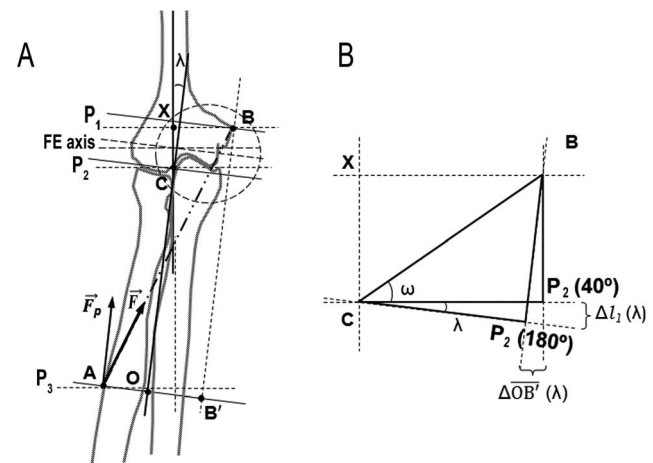 A
λ
X
B
P₁
FE axis
P₂
C
F⃗ₚ
F⃗
A
O
P₃
B′
B
B
X
ω
P₂ (40º)
C
λ
Δl₁ (λ)
P₂ (180º)
ΔOB′ (λ)